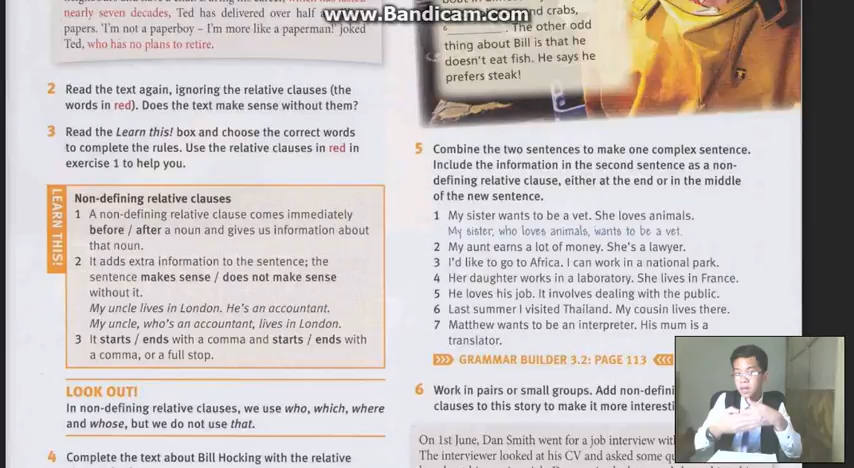 www.Bandicam.com
nearly seven decades, Ted has delivered over half a
papers. 'I'm not a paperboy – I'm more like a paperman!' joked
Ted, who has no plans to retire.
2 Read the text again, ignoring the relative clauses (the
words in red). Does the text make sense without them?
3 Read the Learn this! box and choose the correct words
to complete the rules. Use the relative clauses in red in
exercise 1 to help you.
LEARN THIS!
Non-defining relative clauses
1 A non-defining relative clause comes immediately
before / after a noun and gives us information about
that noun.
2 It adds extra information to the sentence; the
sentence makes sense / does not make sense
without it.
My uncle lives in London. He's an accountant.
My uncle, who's an accountant, lives in London.
3 It starts / ends with a comma and starts / ends with
a comma, or a full stop.
LOOK OUT!
In non-defining relative clauses, we use who, which, where
and whose, but we do not use that.
4 Complete the text about Bill Hocking with the relative
and crabs,
6 ________. The other odd
thing about Bill is that he
doesn't eat fish. He says he
prefers steak!
5 Combine the two sentences to make one complex sentence.
Include the information in the second sentence as a non-
defining relative clause, either at the end or in the middle
of the new sentence.
1 My sister wants to be a vet. She loves animals.
My sister, who loves animals, wants to be a vet.
2 My aunt earns a lot of money. She's a lawyer.
3 I'd like to go to Africa. I can work in a national park.
4 Her daughter works in a laboratory. She lives in France.
5 He loves his job. It involves dealing with the public.
6 Last summer I visited Thailand. My cousin lives there.
7 Matthew wants to be an interpreter. His mum is a
translator.
GRAMMAR BUILDER 3.2: PAGE 113
6 Work in pairs or small groups. Add non-defini
clauses to this story to make it more interesti
On 1st June, Dan Smith went for a job interview wit
The interviewer looked at his CV and asked some qu